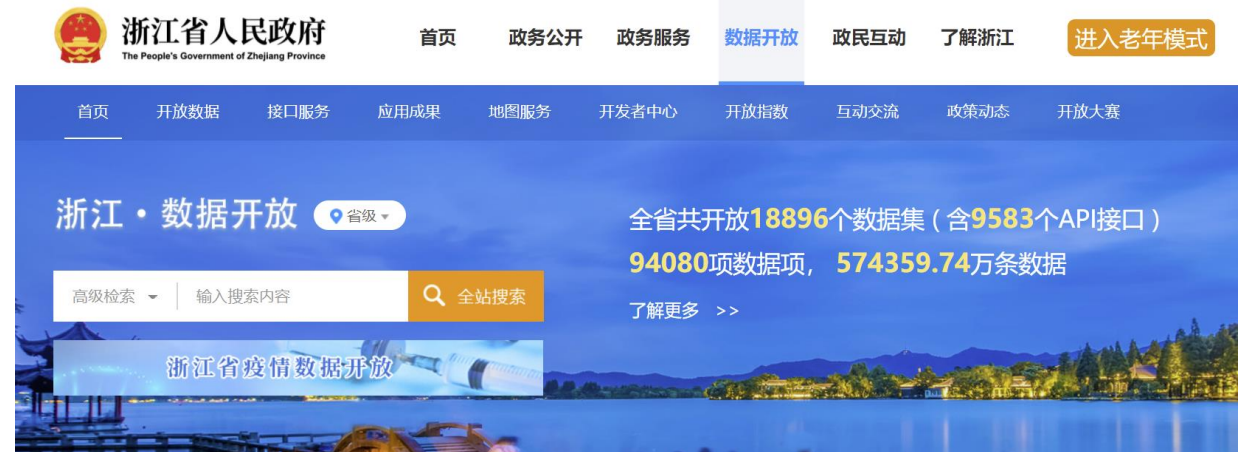 浙江省人民政府
The People's Government of Zhejiang Province
首页 政务公开 政务服务 数据开放 政民互动 了解浙江 进入老年模式
首页 开放数据 接口服务 应用成果 地图服务 开发者中心 开放指数 互动交流 政策动态 开放大赛
浙江·数据开放 省级
全省共开放18896个数据集（含9583个API接口）
94080项数据项， 574359.74万条数据
高级检索 输入搜索内容 全站搜索
了解更多 >>
浙江省疫情数据开放